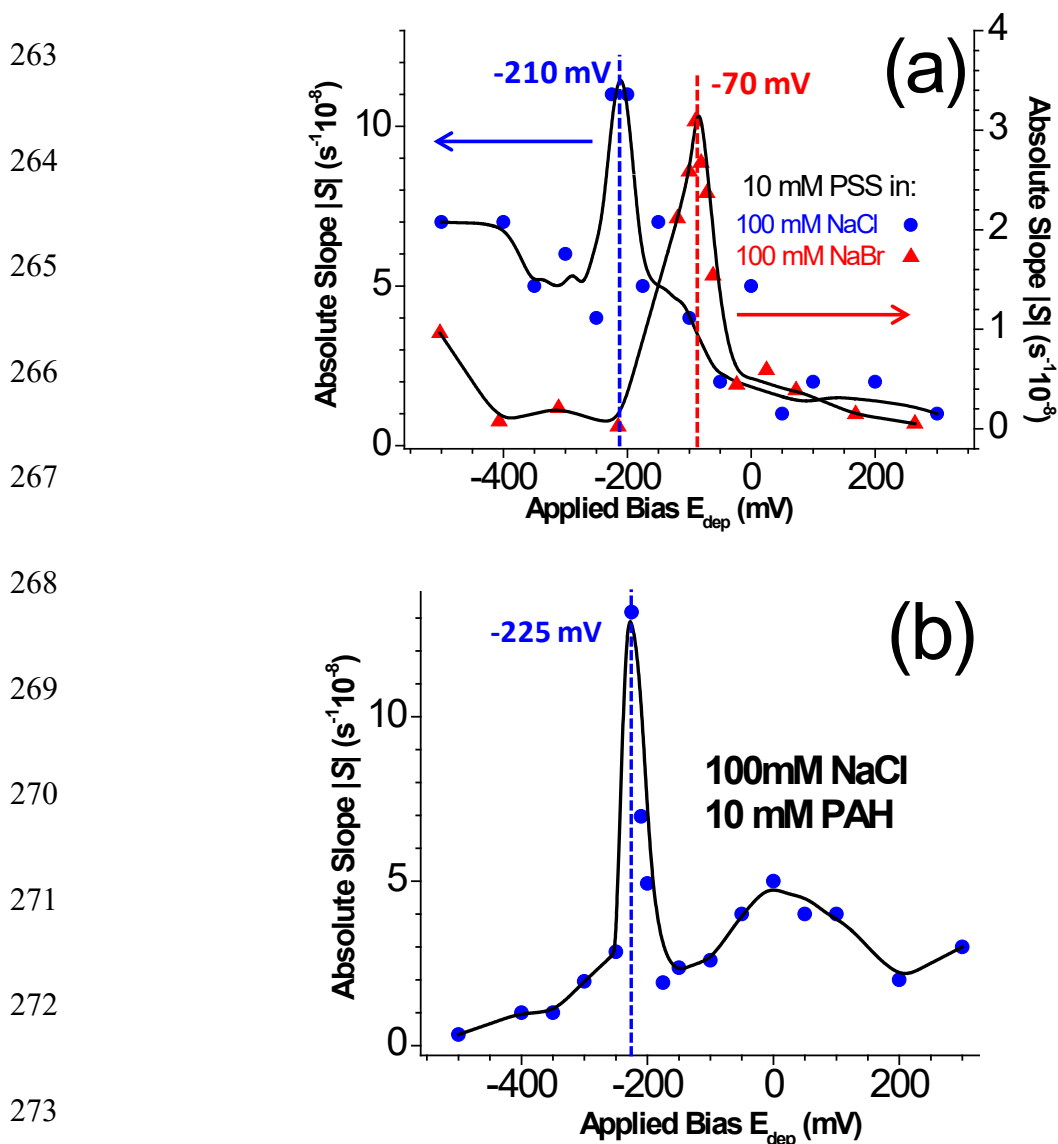 263
264
265
266
267
268
269
270
271
272
273
(a)
-210 mV
-70 mV
10 mM PSS in:
100 mM NaCl
100 mM NaBr
Absolute Slope |S| (s⁻¹10⁻⁸)
10
5
0
Absolute Slope |S| (s⁻¹10⁻⁸)
4
3
2
1
0
-400 -200 0 200
Applied Bias E_dep (mV)
(b)
-225 mV
100mM NaCl
10 mM PAH
Absolute Slope |S| (s⁻¹10⁻⁸)
10
5
0
-400 -200 0 200
Applied Bias E_dep (mV)